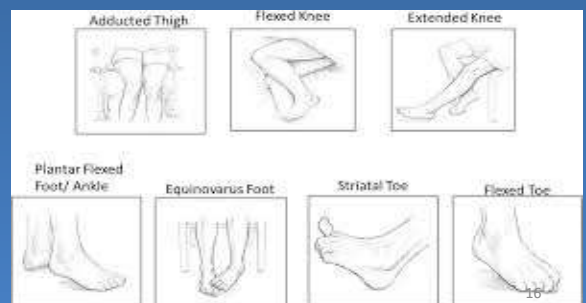 Adducted Thigh
Flexed Knee
Extended Knee
Plantar Flexed
Foot/ Ankle
Equinovarus Foot
Striatal Toe
Flexed Toe
16